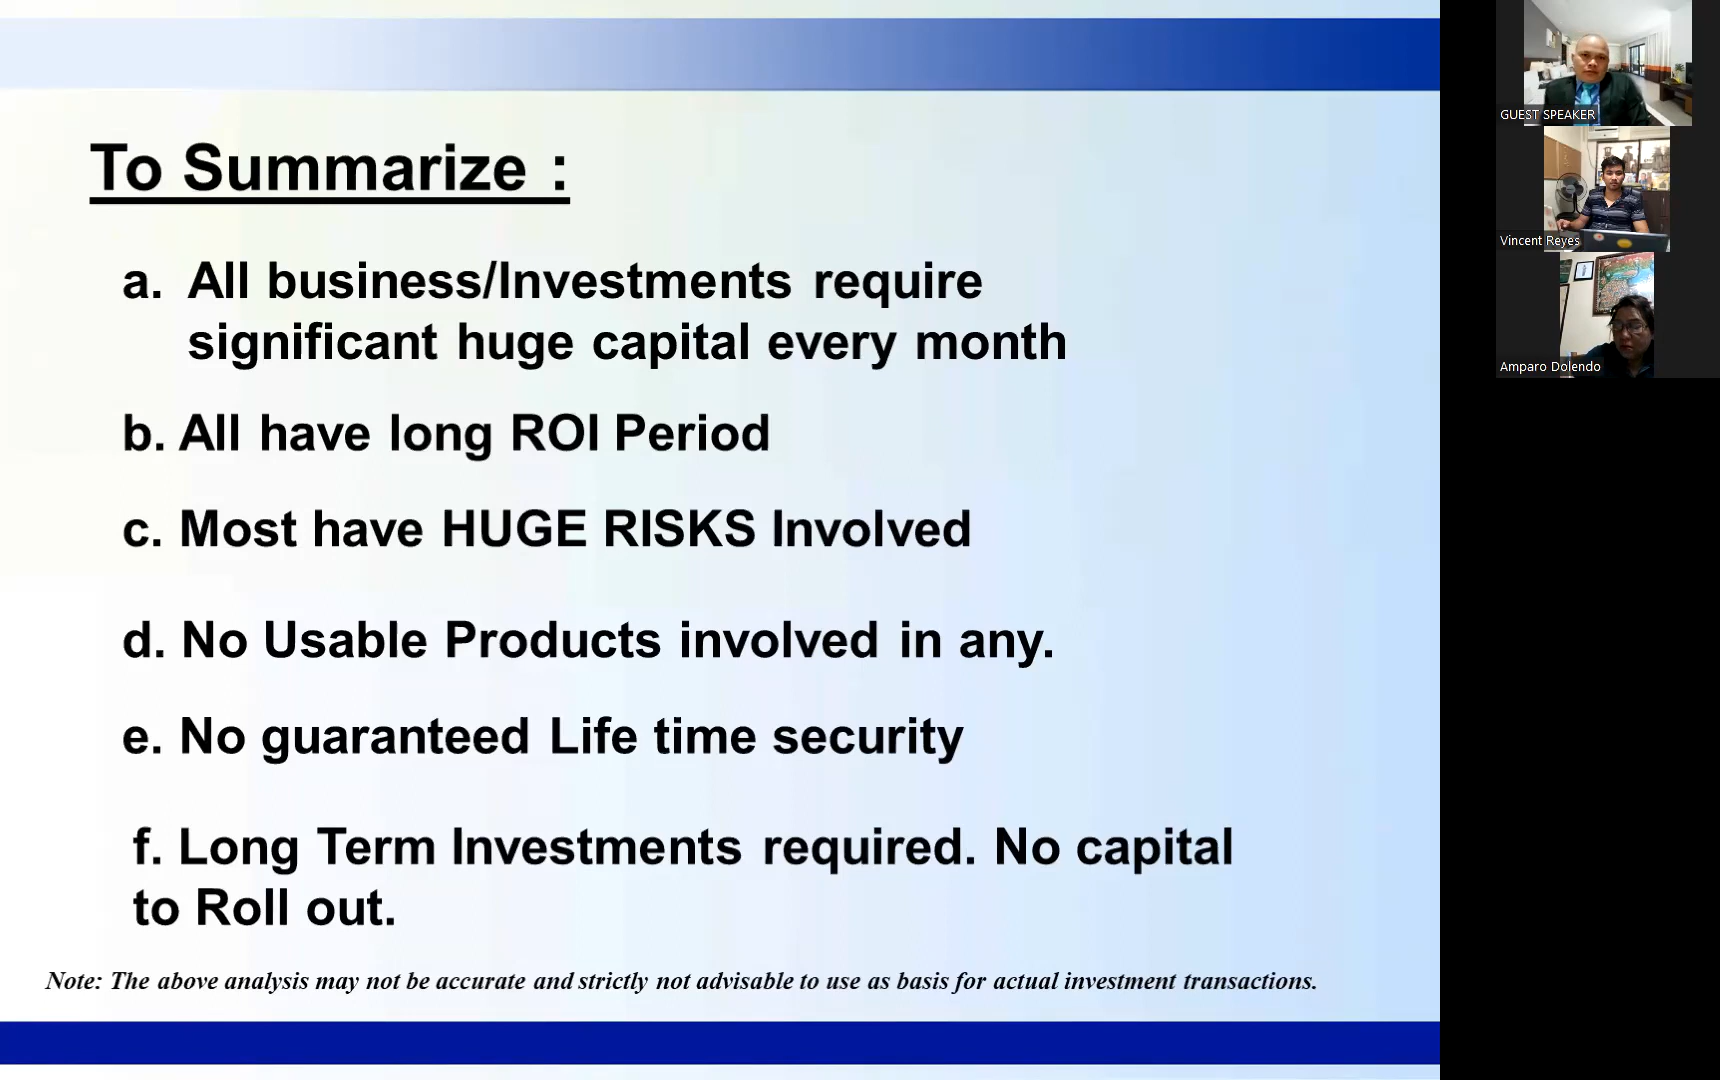 To Summarize :
a. All business/Investments require
significant huge capital every month
b. All have long ROI Period
c. Most have HUGE RISKS Involved
d. No Usable Products involved in any.
e. No guaranteed Life time security
f. Long Term Investments required. No capital
to Roll out.
Note: The above analysis may not be accurate and strictly not advisable to use as basis for actual investment transactions.
GUEST SPEAKER
Vincent Reyes
Amparo Dolendo